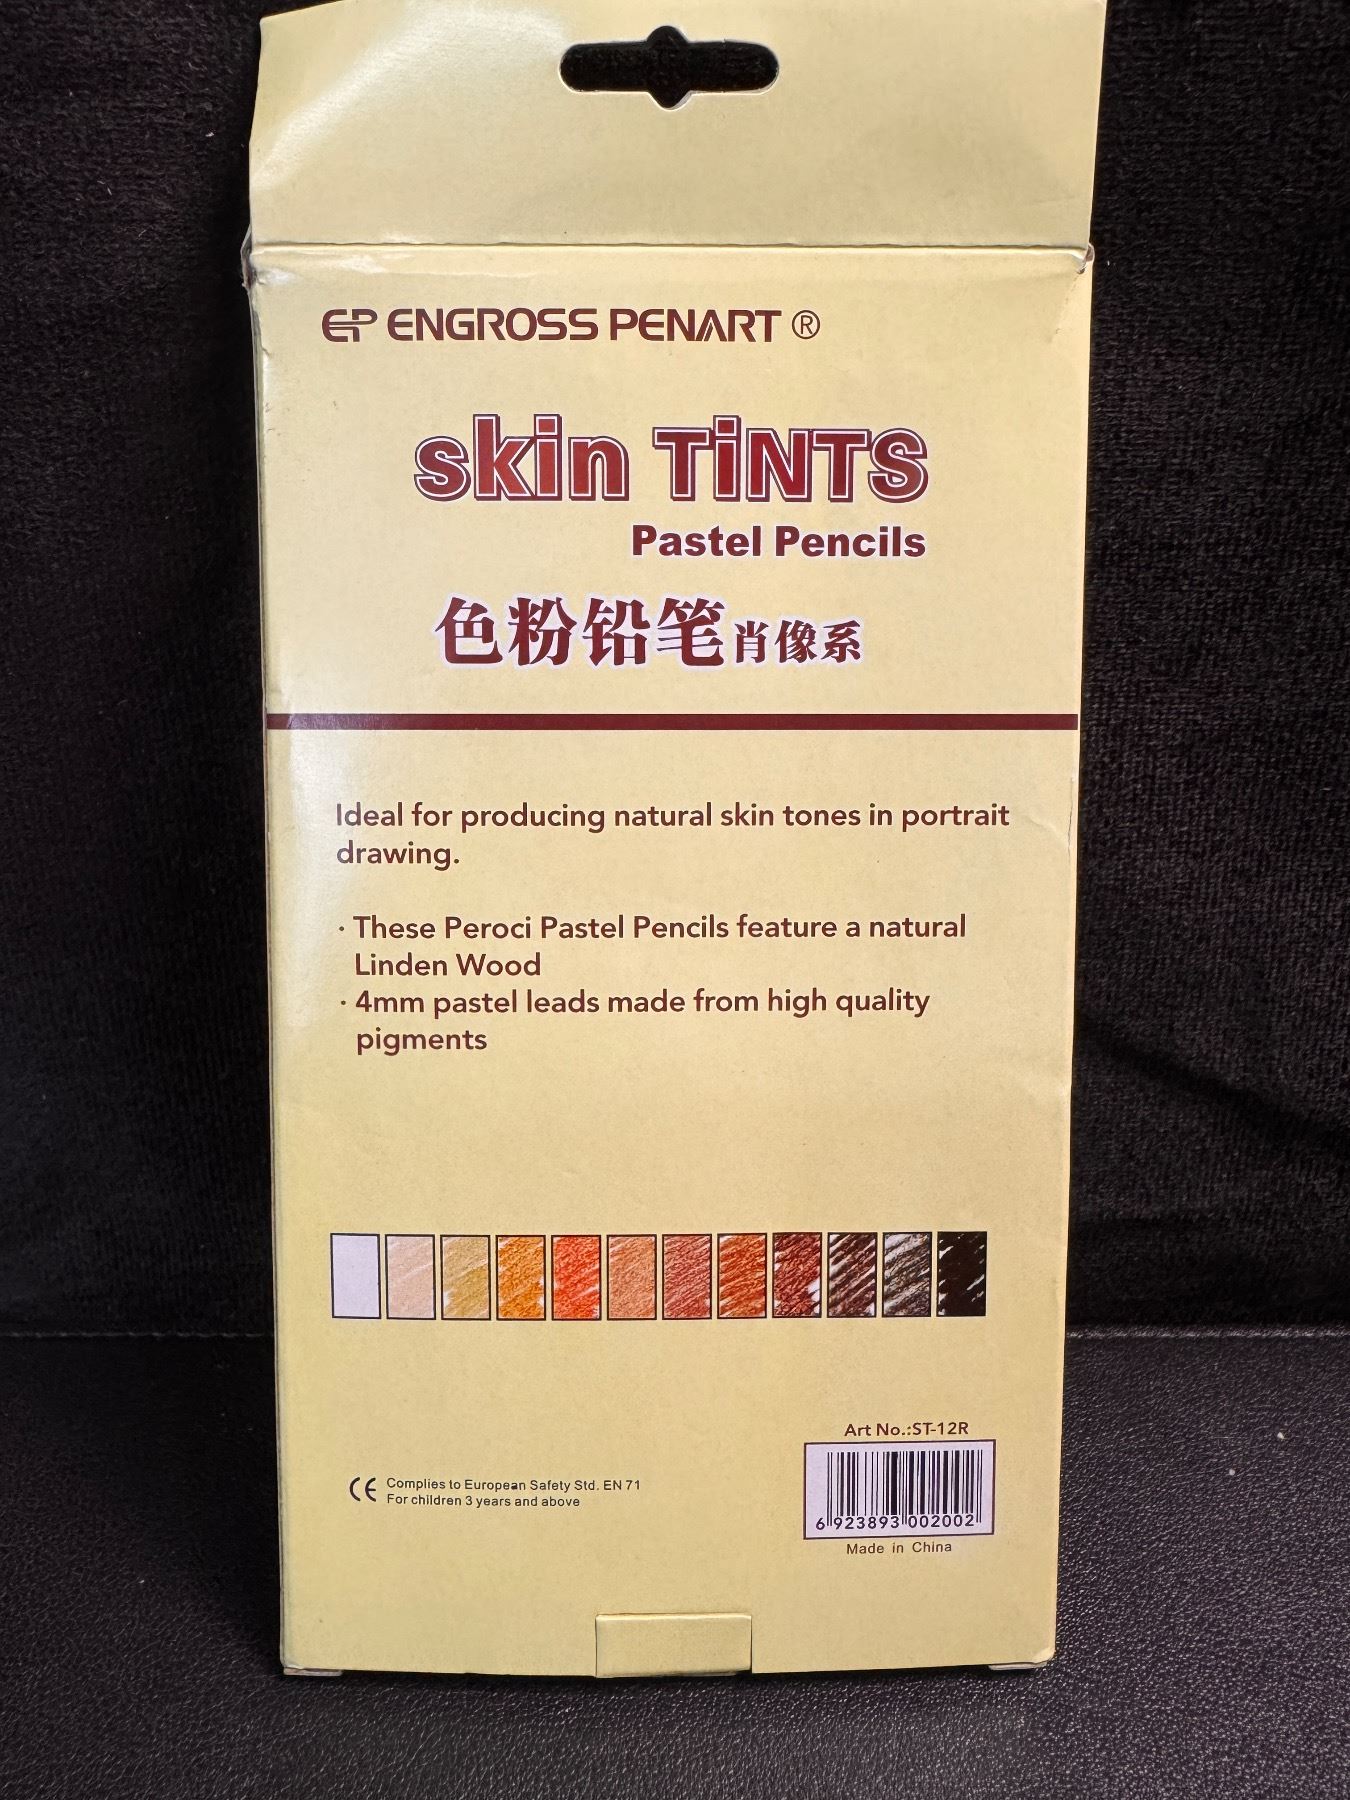 EP ENGROSS PENART ®
skin TiNTS
Pastel Pencils
色粉铅笔 肖像系
Ideal for producing natural skin tones in portrait
drawing.
· These Peroci Pastel Pencils feature a natural
Linden Wood
· 4mm pastel leads made from high quality
pigments
Art No.:ST-12R
CE Complies to European Safety Std. EN 71
For children 3 years and above
6 923893 002002
Made in China